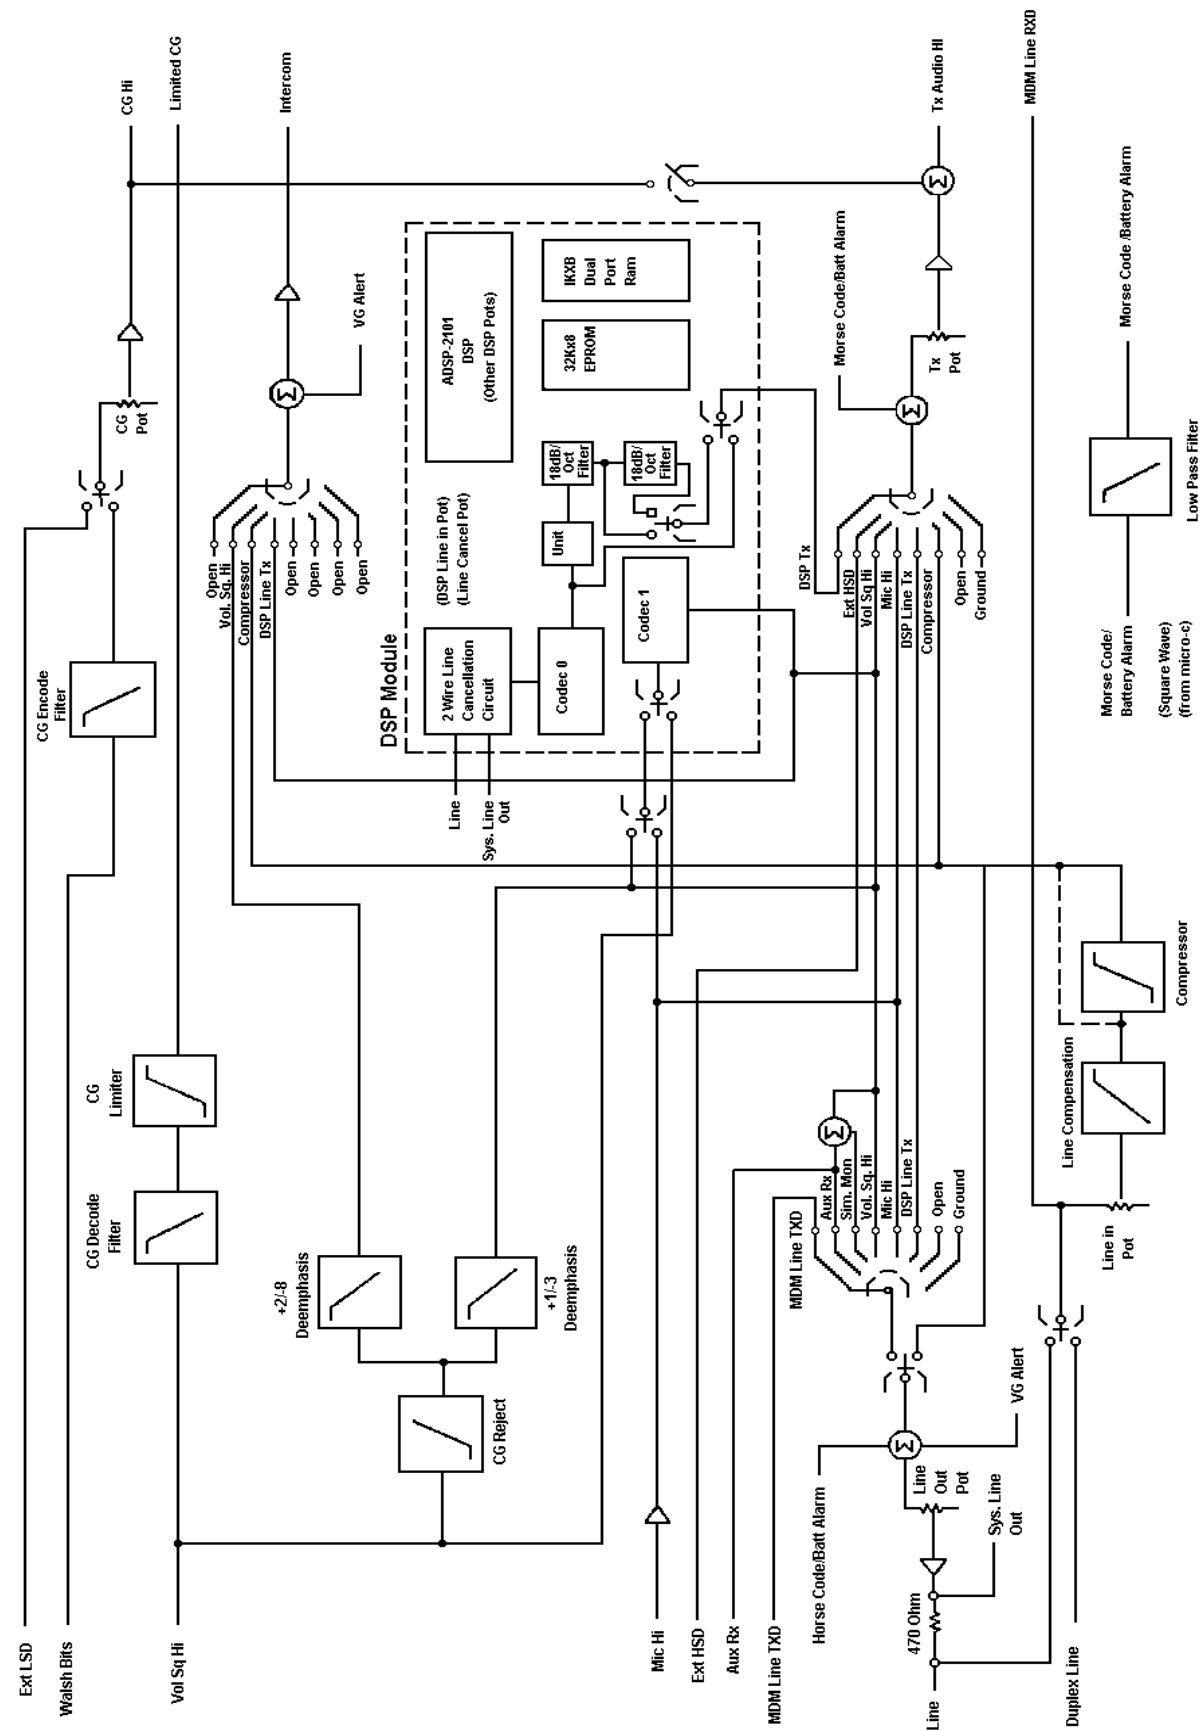 Ext LSD
Walsh Bits
Vol Sq Hi
Mic Hi
Ext HSD
Aux Rx
MDM Line TXD
Horse Code/Batt Alarm
Line
470 Ohm
Duplex Line
CG Decode
Filter
CG
Limiter
CG Encode
Filter
CG
Pot
CG Hi
Limited CG
Intercom
VG Alert
Open
Vol. Sq. Hi
Compressor
DSP Line Tx
Open
Open
Open
Open
+2/-8
Deemphasis
+1/-3
Deemphasis
CG Reject
DSP Module
2 Wire Line
Cancellation
Circuit
(DSP Line in Pot)
(Line Cancel Pot)
ADSP-2101
DSP
(Other DSP Pots)
Codec 0
Unit
18dB/
Oct
Filter
18dB/
Oct
Filter
32Kx8
EPROM
IKXB
Dual
Port
Ram
Codec 1
Line
Sys. Line
Out
DSP Tx
Ext HSD
Vol Sq Hi
Mic Hi
DSP Line Tx
Compressor
Open
Ground
Morse Code/Batt Alarm
Tx
Pot
Tx Audio HI
MDM Line RXD
MDM Line TXD
Aux Rx
Sim. Mon
Vol. Sq. Hi
Mic Hi
DSP Line Tx
Open
Ground
Line
Out
Pot
VG Alert
Sys. Line
Out
Line in
Pot
Line Compensation
Compressor
Morse Code/
Battery Alarm
(Square Wave)
(from micro-c)
Low Pass Filter
Morse Code /Battery Alarm